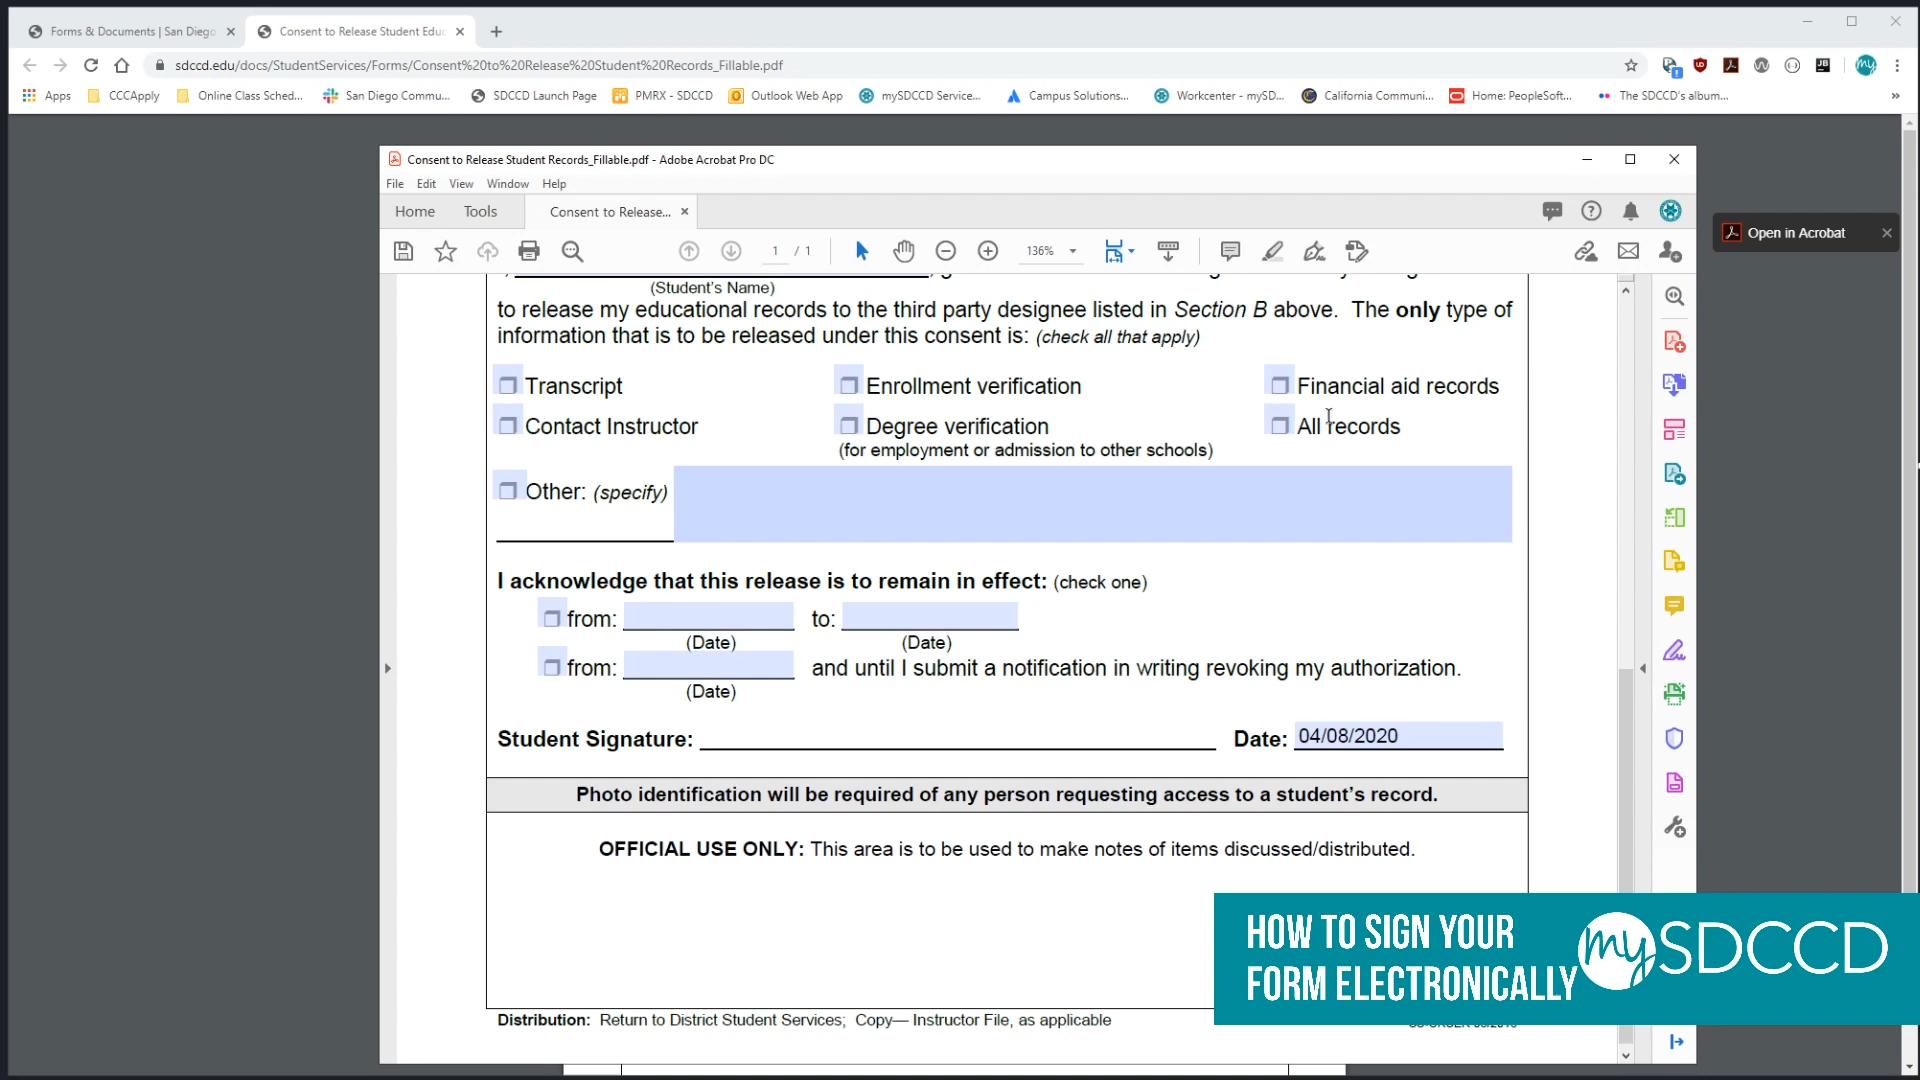 Forms & Documents | San Diego
Consent to Release Student Educ
sdccd.edu/docs/StudentServices/Forms/Consent%20to%20Release%20Student%20Records_Fillable.pdf
Apps
CCCApply
Online Class Sched...
San Diego Commu...
SDCCD Launch Page
PMRX - SDCCD
Outlook Web App
mySDCCD Service...
Campus Solutions...
Workcenter - mySD...
California Communi...
Home: PeopleSoft...
The SDCCD's album...
»
Consent to Release Student Records_Fillable.pdf - Adobe Acrobat Pro DC
File Edit View Window Help
Home
Tools
Consent to Release...
Open in Acrobat
1 / 1
136%
(Student's Name)
to release my educational records to the third party designee listed in Section B above. The only type of
information that is to be released under this consent is: (check all that apply)
Transcript
Enrollment verification
Financial aid records
Contact Instructor
Degree verification
All records
(for employment or admission to other schools)
Other: (specify)
I acknowledge that this release is to remain in effect: (check one)
from: to:
(Date) (Date)
from: and until I submit a notification in writing revoking my authorization.
(Date)
Student Signature: Date: 04/08/2020
Photo identification will be required of any person requesting access to a student's record.
OFFICIAL USE ONLY: This area is to be used to make notes of items discussed/distributed.
HOW TO SIGN YOUR
FORM ELECTRONICALLY
mySDCCD
Distribution: Return to District Student Services; Copy— Instructor File, as applicable